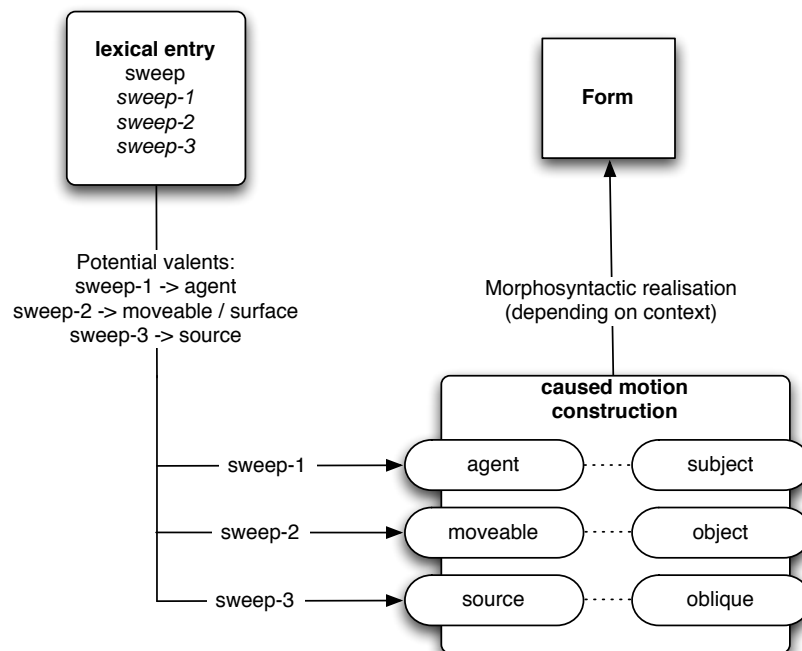 lexical entry
sweep
sweep-1
sweep-2
sweep-3
Form
Potential valents:
sweep-1 -> agent
sweep-2 -> moveable / surface
sweep-3 -> source
Morphosyntactic realisation
(depending on context)
caused motion
construction
sweep-1
agent
subject
sweep-2
moveable
object
sweep-3
source
oblique